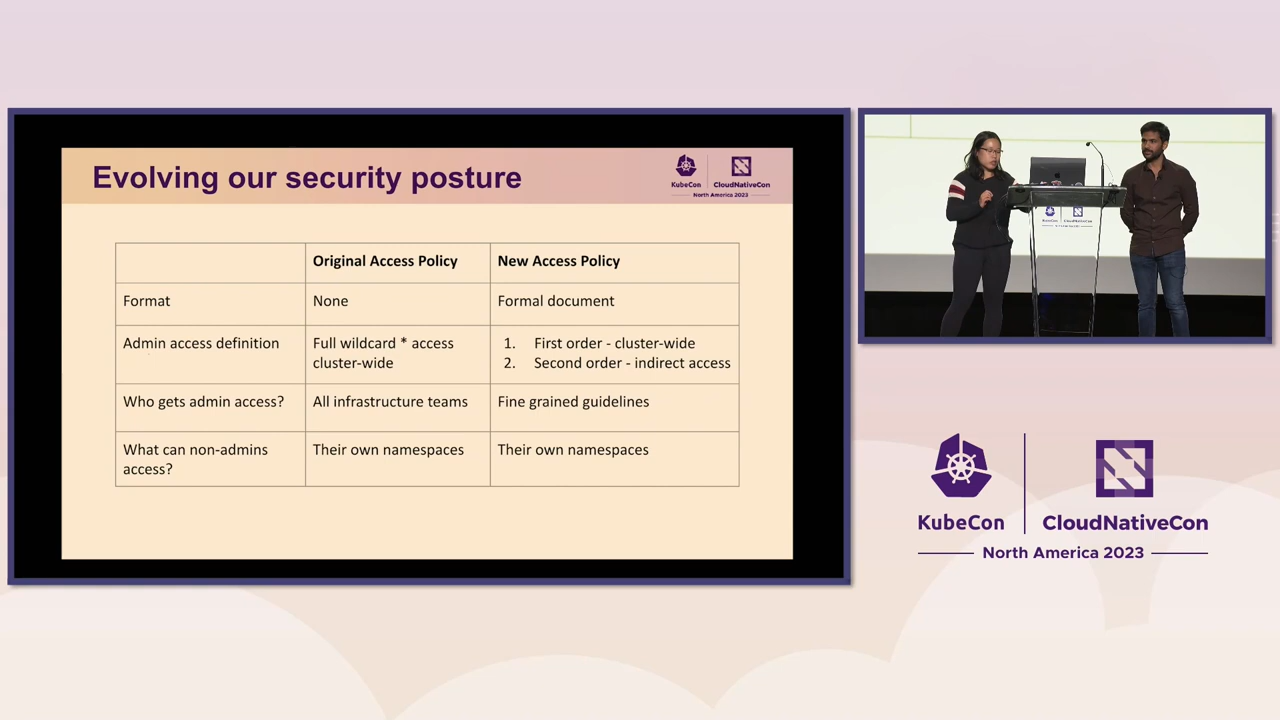 Evolving our security posture
KubeCon
CloudNativeCon
North America 2023
Original Access Policy
New Access Policy
Format
None
Formal document
Admin access definition
Full wildcard * access
cluster-wide
1. First order - cluster-wide
2. Second order - indirect access
Who gets admin access?
All infrastructure teams
Fine grained guidelines
What can non-admins
access?
Their own namespaces
Their own namespaces
KubeCon
CloudNativeCon
North America 2023